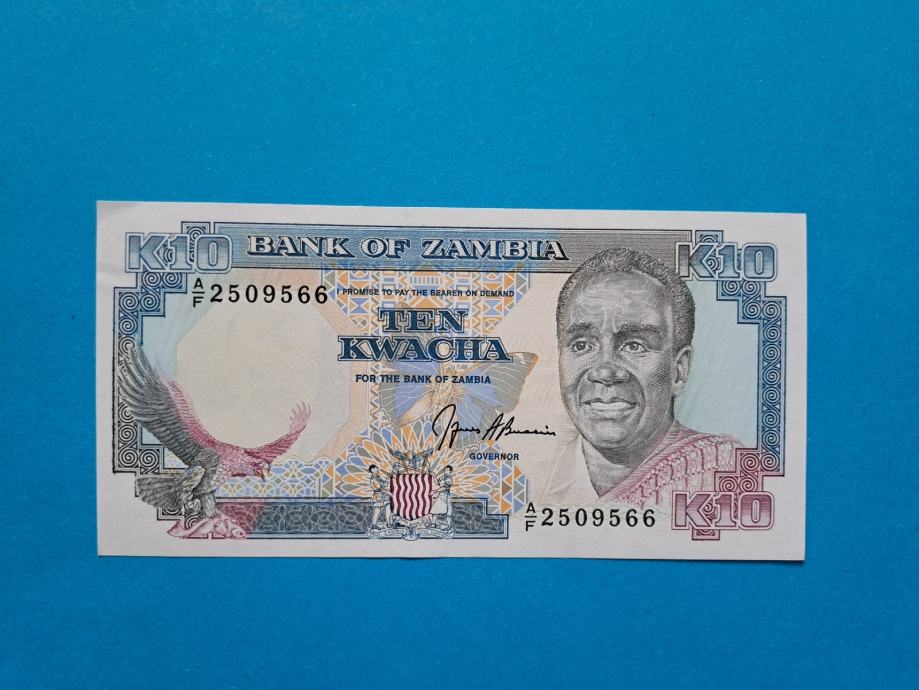 K10 BANK OF ZAMBIA K10
A/F 2509566
I PROMISE TO PAY THE BEARER ON DEMAND
TEN
KWACHA
FOR THE BANK OF ZAMBIA
GOVERNOR
A/F 2509566 K10